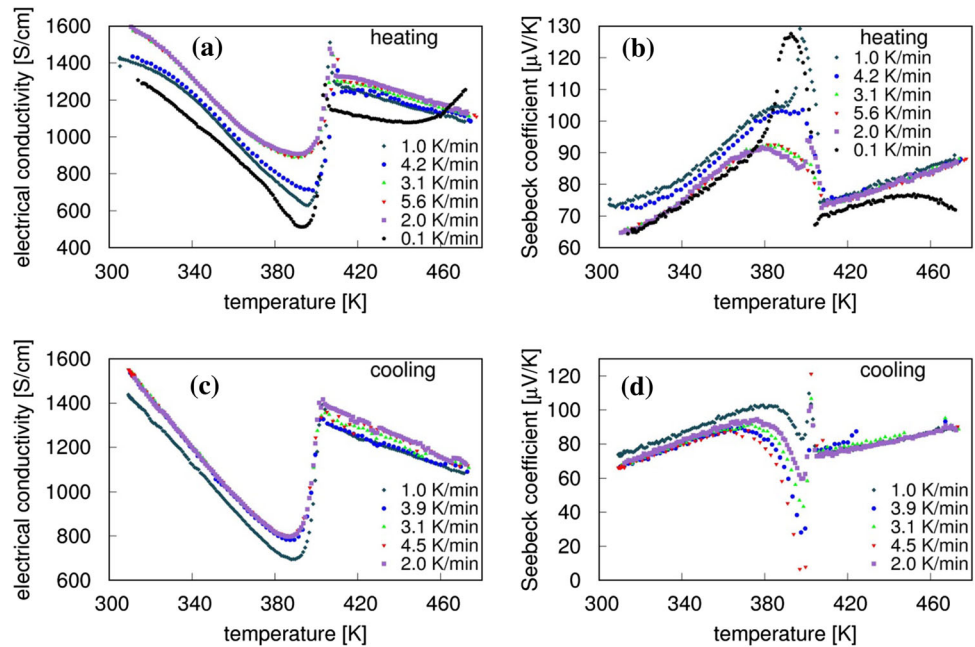 (a)
heating
electrical conductivity [S/cm]
1600
1400
1200
1000
800
600
400
1.0 K/min
4.2 K/min
3.1 K/min
5.6 K/min
2.0 K/min
0.1 K/min
300
340
380
420
460
temperature [K]
(b)
heating
Seebeck coefficient [µV/K]
130
120
110
100
90
80
70
60
1.0 K/min
4.2 K/min
3.1 K/min
5.6 K/min
2.0 K/min
0.1 K/min
300
340
380
420
460
temperature [K]
(c)
cooling
electrical conductivity [S/cm]
1600
1400
1200
1000
800
600
1.0 K/min
3.9 K/min
3.1 K/min
4.5 K/min
2.0 K/min
300
340
380
420
460
temperature [K]
(d)
cooling
Seebeck coefficient [µV/K]
120
100
80
60
40
20
0
1.0 K/min
3.9 K/min
3.1 K/min
4.5 K/min
2.0 K/min
300
340
380
420
460
temperature [K]